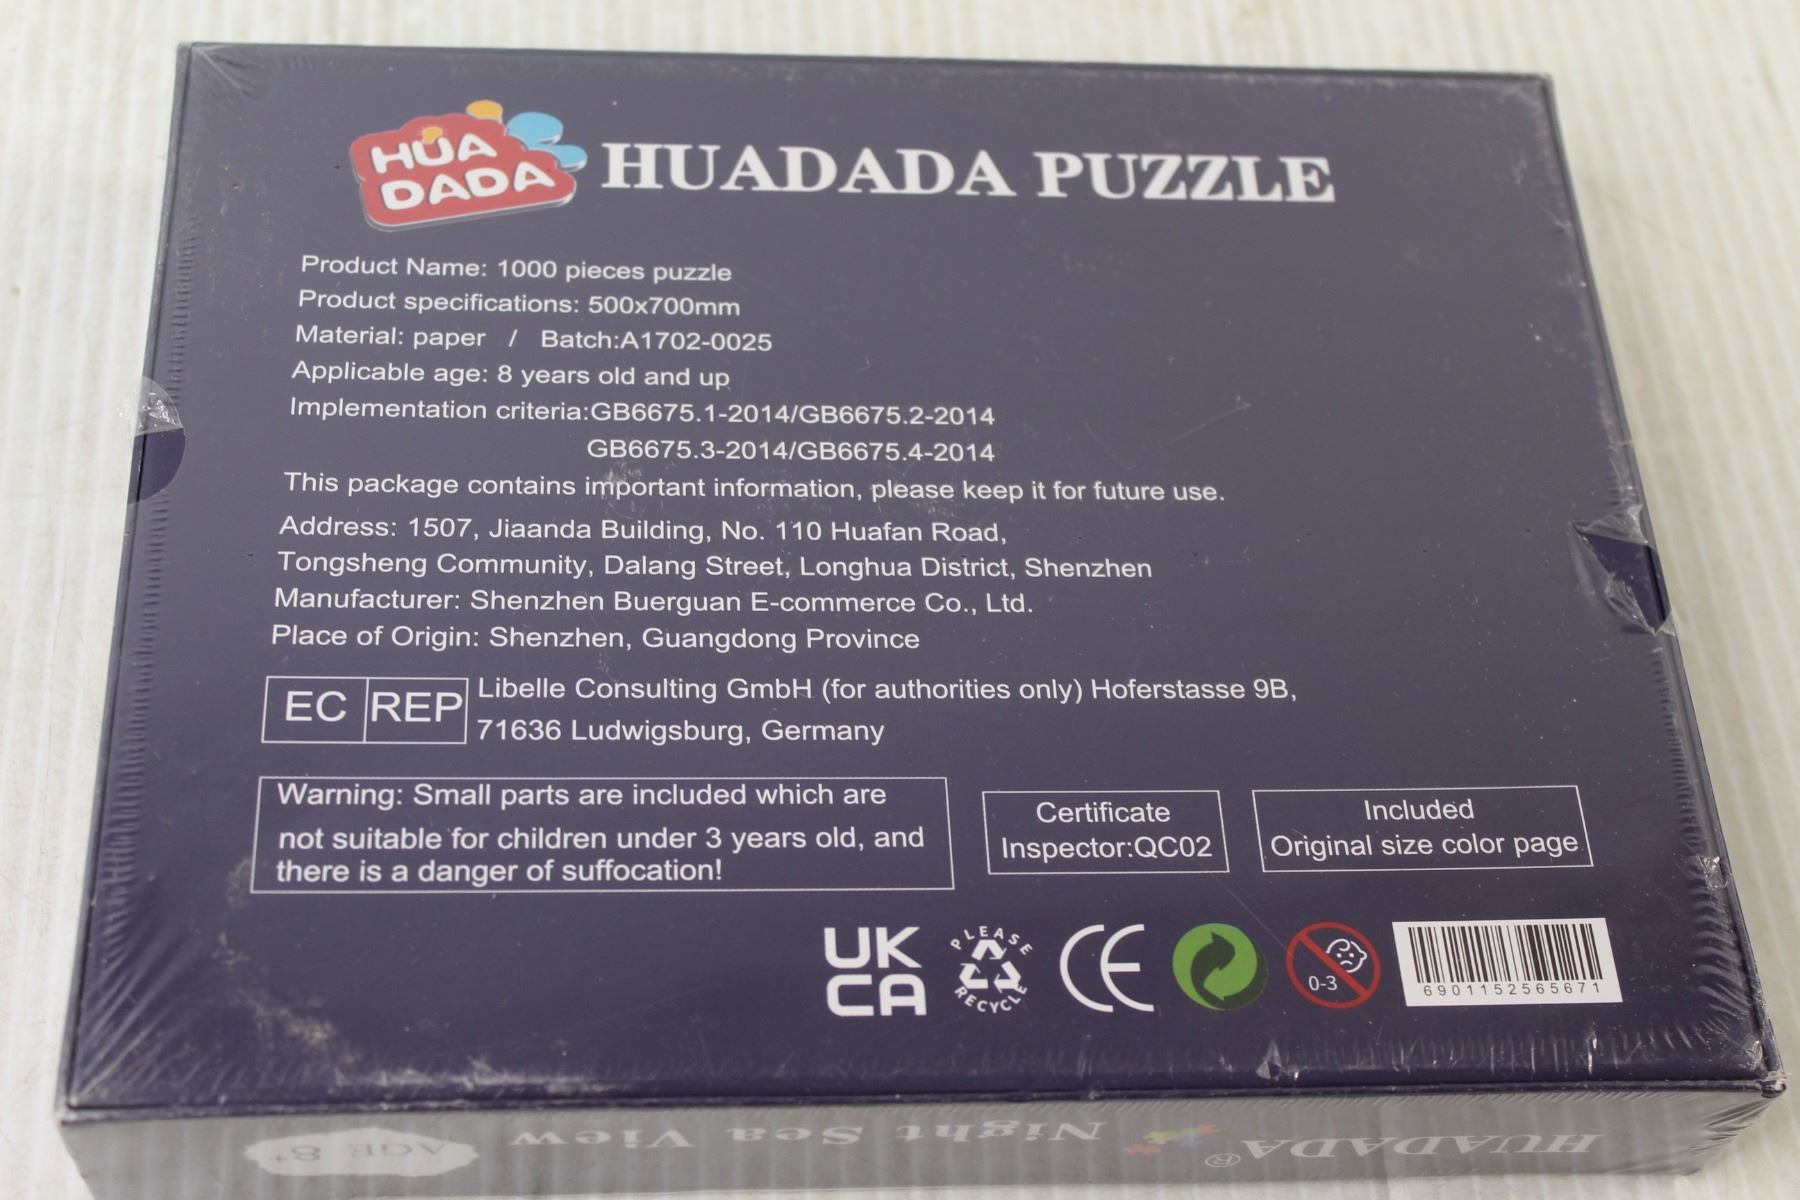 HUA
DADA
HUADADA PUZZLE
Product Name: 1000 pieces puzzle
Product specifications: 500x700mm
Material: paper / Batch:A1702-0025
Applicable age: 8 years old and up
Implementation criteria:GB6675.1-2014/GB6675.2-2014
GB6675.3-2014/GB6675.4-2014
This package contains important information, please keep it for future use.
Address: 1507, Jiaanda Building, No. 110 Huafan Road,
Tongsheng Community, Dalang Street, Longhua District, Shenzhen
Manufacturer: Shenzhen Buerguan E-commerce Co., Ltd.
Place of Origin: Shenzhen, Guangdong Province
EC REP
Libelle Consulting GmbH (for authorities only) Hoferstasse 9B,
71636 Ludwigsburg, Germany
Warning: Small parts are included which are
not suitable for children under 3 years old, and
there is a danger of suffocation!
Certificate
Inspector:QC02
Included
Original size color page
UK
CA
PLEASE
RECYCLE
CE
0-3
6901152565671
HUADADA®
Night Sea View
AGE 8+